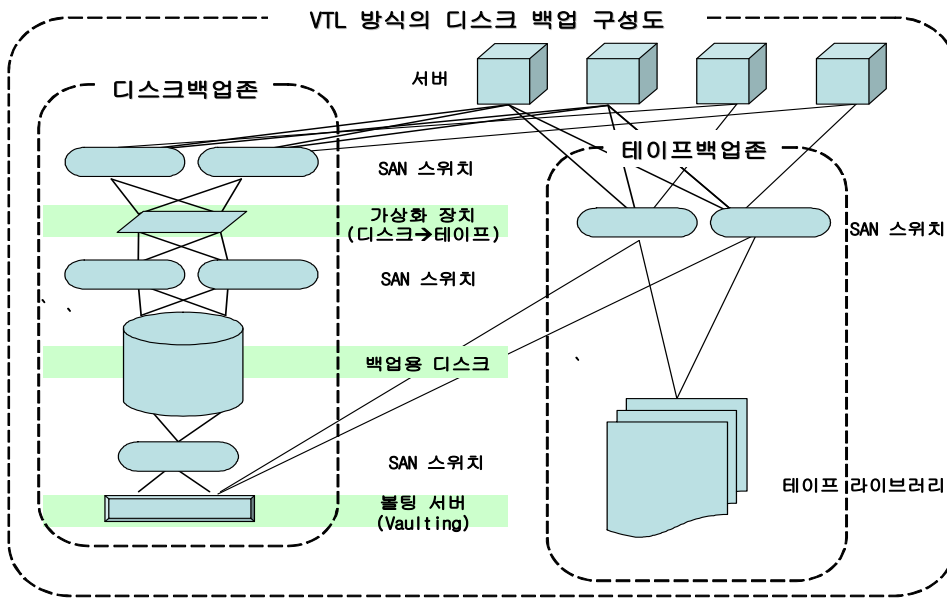 VTL 방식의 디스크 백업 구성도
디스크백업존
서버
테이프백업존
SAN 스위치
가상화 장치
(디스크→테이프)
SAN 스위치
SAN 스위치
백업용 디스크
SAN 스위치
볼팅 서버
(Vaulting)
테이프 라이브러리